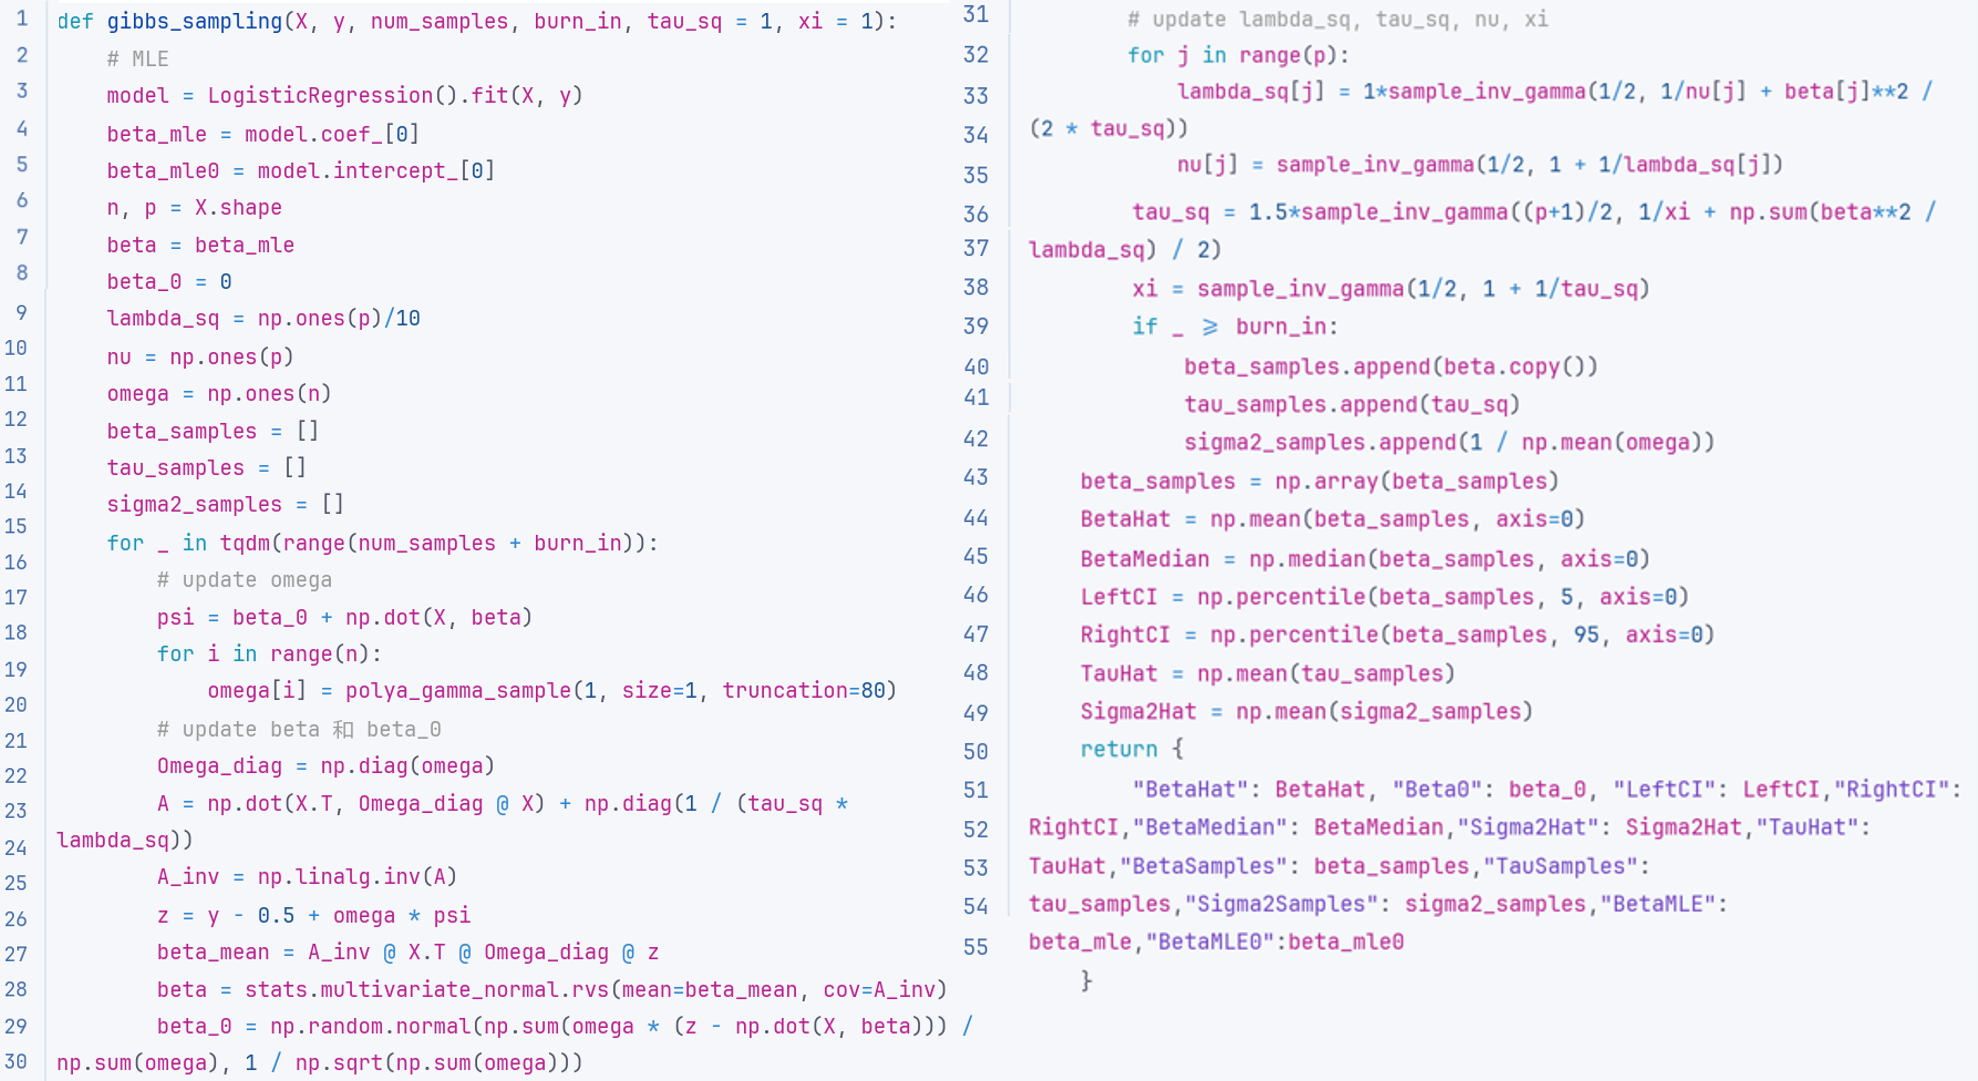 1 def gibbs_sampling(X, y, num_samples, burn_in, tau_sq = 1, xi = 1):
2 # MLE
3 model = LogisticRegression().fit(X, y)
4 beta_mle = model.coef_[0]
5 beta_mle0 = model.intercept_[0]
6 n, p = X.shape
7 beta = beta_mle
8 beta_0 = 0
9 lambda_sq = np.ones(p)/10
10 nu = np.ones(p)
11 omega = np.ones(n)
12 beta_samples = []
13 tau_samples = []
14 sigma2_samples = []
15 for _ in tqdm(range(num_samples + burn_in)):
16 # update omega
17 psi = beta_0 + np.dot(X, beta)
18 for i in range(n):
19 omega[i] = polya_gamma_sample(1, size=1, truncation=80)
20 # update beta 和 beta_0
21 Omega_diag = np.diag(omega)
22 A = np.dot(X.T, Omega_diag @ X) + np.diag(1 / (tau_sq *
23 lambda_sq))
24 A_inv = np.linalg.inv(A)
25 z = y - 0.5 + omega * psi
26 beta_mean = A_inv @ X.T @ Omega_diag @ z
27 beta = stats.multivariate_normal.rvs(mean=beta_mean, cov=A_inv)
28 beta_0 = np.random.normal(np.sum(omega * (z - np.dot(X, beta))) /
29 np.sum(omega), 1 / np.sqrt(np.sum(omega)))
30
31 # update lambda_sq, tau_sq, nu, xi
32 for j in range(p):
33 lambda_sq[j] = 1*sample_inv_gamma(1/2, 1/nu[j] + beta[j]**2 /
34 (2 * tau_sq))
35 nu[j] = sample_inv_gamma(1/2, 1 + 1/lambda_sq[j])
36 tau_sq = 1.5*sample_inv_gamma((p+1)/2, 1/xi + np.sum(beta**2 /
37 lambda_sq) / 2)
38 xi = sample_inv_gamma(1/2, 1 + 1/tau_sq)
39 if _ ⩾ burn_in:
40 beta_samples.append(beta.copy())
41 tau_samples.append(tau_sq)
42 sigma2_samples.append(1 / np.mean(omega))
43 beta_samples = np.array(beta_samples)
44 BetaHat = np.mean(beta_samples, axis=0)
45 BetaMedian = np.median(beta_samples, axis=0)
46 LeftCI = np.percentile(beta_samples, 5, axis=0)
47 RightCI = np.percentile(beta_samples, 95, axis=0)
48 TauHat = np.mean(tau_samples)
49 Sigma2Hat = np.mean(sigma2_samples)
50 return {
51 "BetaHat": BetaHat, "Beta0": beta_0, "LeftCI": LeftCI,"RightCI":
52 RightCI,"BetaMedian": BetaMedian,"Sigma2Hat": Sigma2Hat,"TauHat":
53 TauHat,"BetaSamples": beta_samples,"TauSamples":
54 tau_samples,"Sigma2Samples": sigma2_samples,"BetaMLE":
55 beta_mle,"BetaMLE0":beta_mle0
}